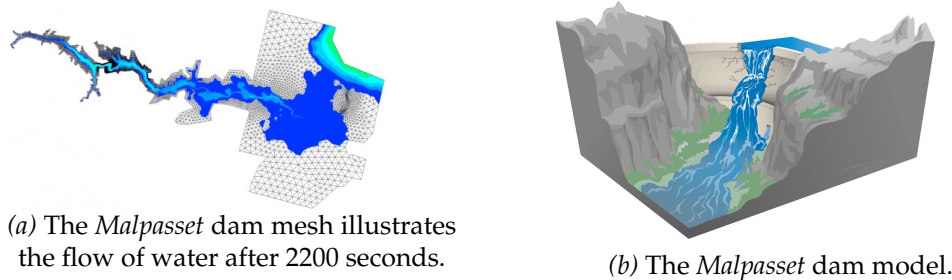 (a) The Malpasset dam mesh illustrates
the flow of water after 2200 seconds.
(b) The Malpasset dam model.